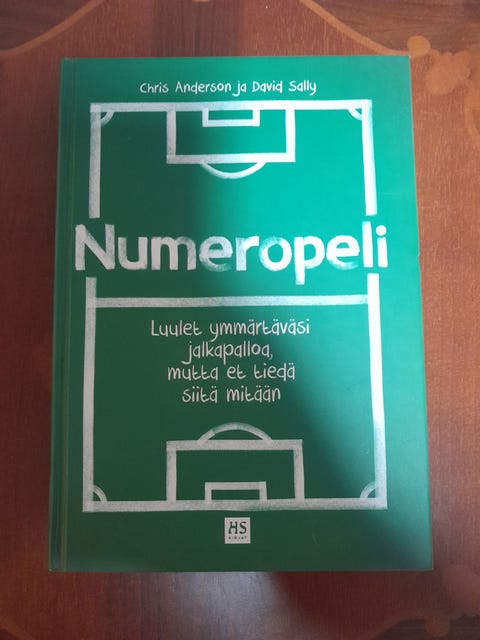 Chris Anderson ja David Sally
Numeropeli
Luulet ymmärtäväsi
jalkapalloa,
mutta et tiedä
siitä mitään
HS
KIRJAT